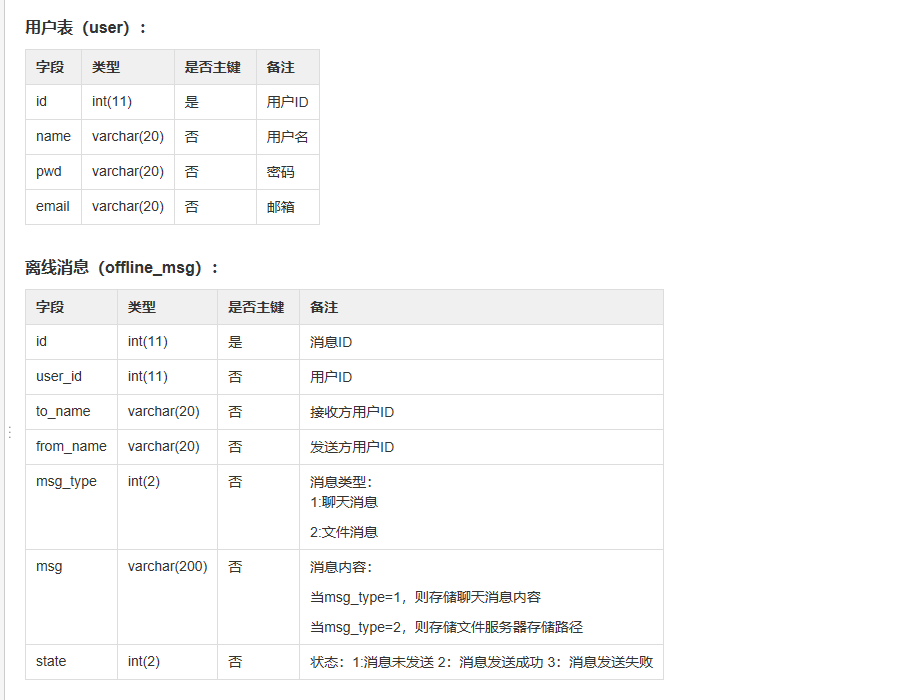 用户表（user）：
字段 类型 是否主键 备注
id int(11) 是 用户ID
name varchar(20) 否 用户名
pwd varchar(20) 否 密码
email varchar(20) 否 邮箱
离线消息（offline_msg）：
字段 类型 是否主键 备注
id int(11) 是 消息ID
user_id int(11) 否 用户ID
to_name varchar(20) 否 接收方用户ID
from_name varchar(20) 否 发送方用户ID
msg_type int(2) 否 消息类型：
1:聊天消息
2:文件消息
msg varchar(200) 否 消息内容：
当msg_type=1，则存储聊天消息内容
当msg_type=2，则存储文件服务器存储路径
state int(2) 否 状态：1:消息未发送 2：消息发送成功 3：消息发送失败